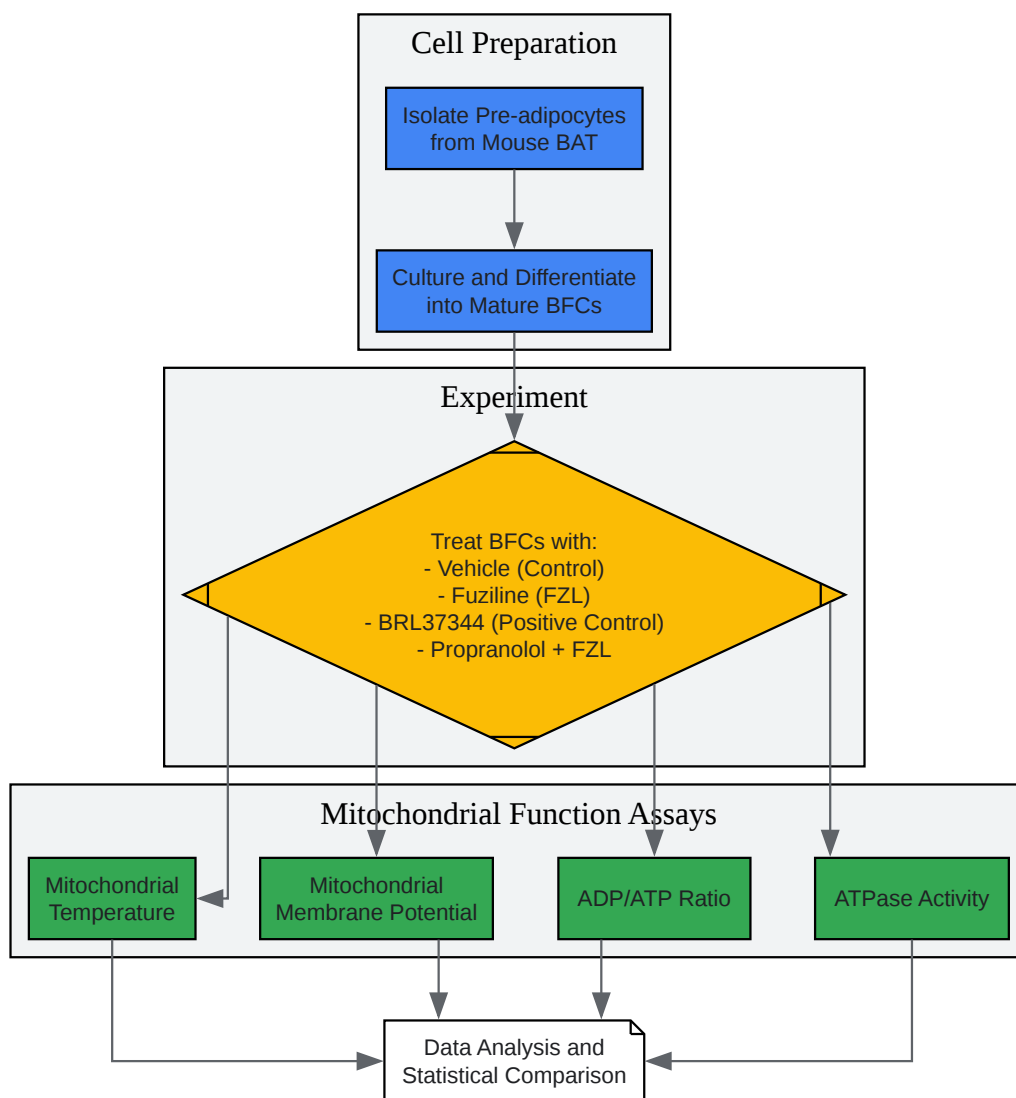 Cell Preparation
Isolate Pre-adipocytes
from Mouse BAT
Culture and Differentiate
into Mature BFCs
Experiment
Treat BFCs with:
- Vehicle (Control)
- Fuziline (FZL)
- BRL37344 (Positive Control)
- Propranolol + FZL
Mitochondrial Function Assays
Mitochondrial
Temperature
Mitochondrial
Membrane Potential
ADP/ATP Ratio
ATPase Activity
Data Analysis and
Statistical Comparison